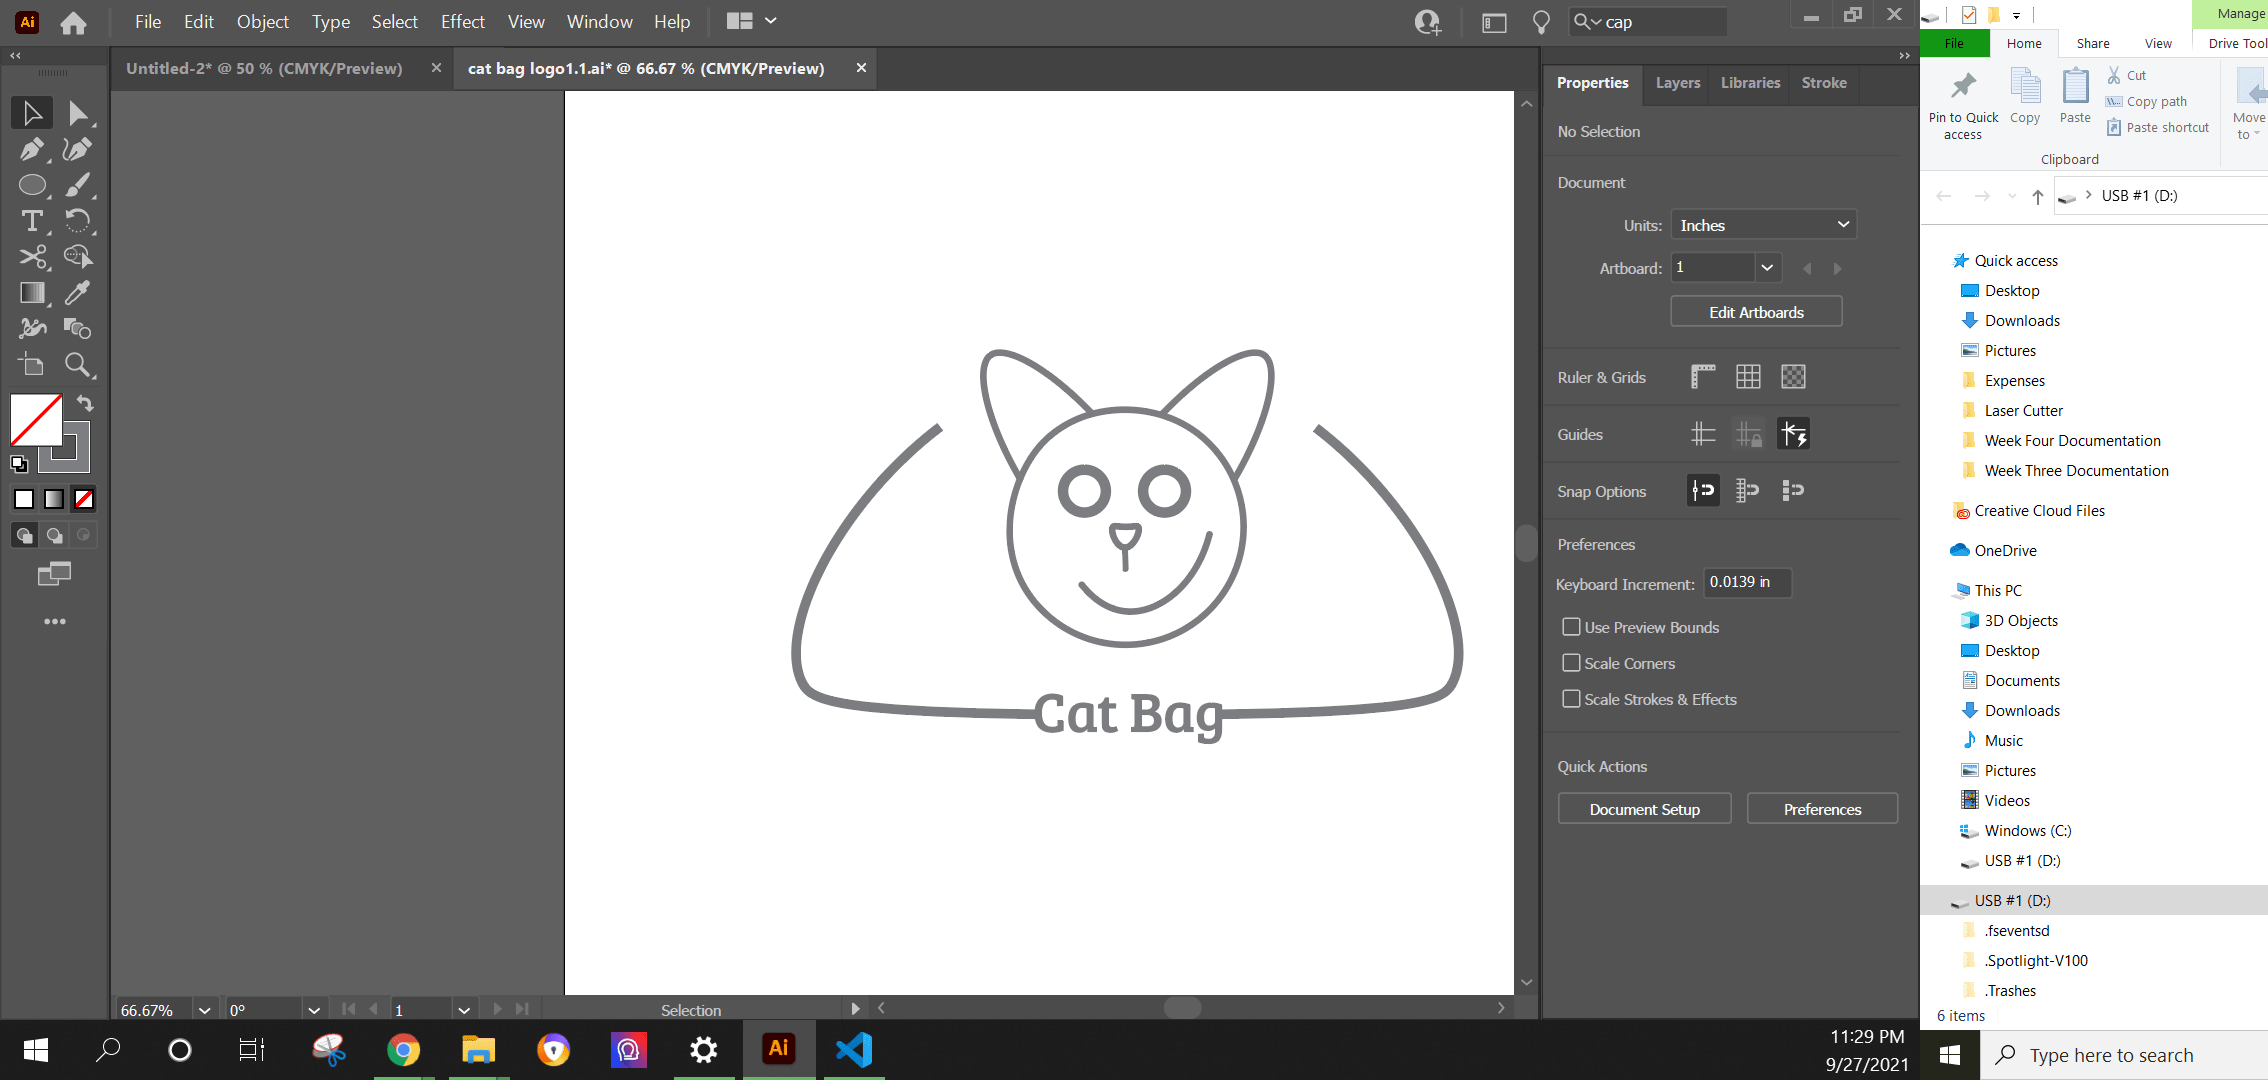 Ai File Edit Object Type Select Effect View Window Help cap
Untitled-2* @ 50 % (CMYK/Preview) cat bag logo1.1.ai* @ 66.67 % (CMYK/Preview)
Properties Layers Libraries Stroke
No Selection
Document
Units: Inches
Artboard: 1
Edit Artboards
Ruler & Grids
Guides
Snap Options
Preferences
Keyboard Increment: 0.0139 in
Use Preview Bounds
Scale Corners
Scale Strokes & Effects
Quick Actions
Document Setup Preferences
Cat Bag
66.67% 0° 1 Selection
Ai
11:29 PM
9/27/2021
Manage
File Home Share View Drive Tool
Pin to Quick access
Copy
Paste
Cut
Copy path
Paste shortcut
Move to
Clipboard
USB #1 (D:)
Quick access
Desktop
Downloads
Pictures
Expenses
Laser Cutter
Week Four Documentation
Week Three Documentation
Creative Cloud Files
OneDrive
This PC
3D Objects
Desktop
Documents
Downloads
Music
Pictures
Videos
Windows (C:)
USB #1 (D:)
USB #1 (D:)
.fseventsd
.Spotlight-V100
.Trashes
6 items
Type here to search